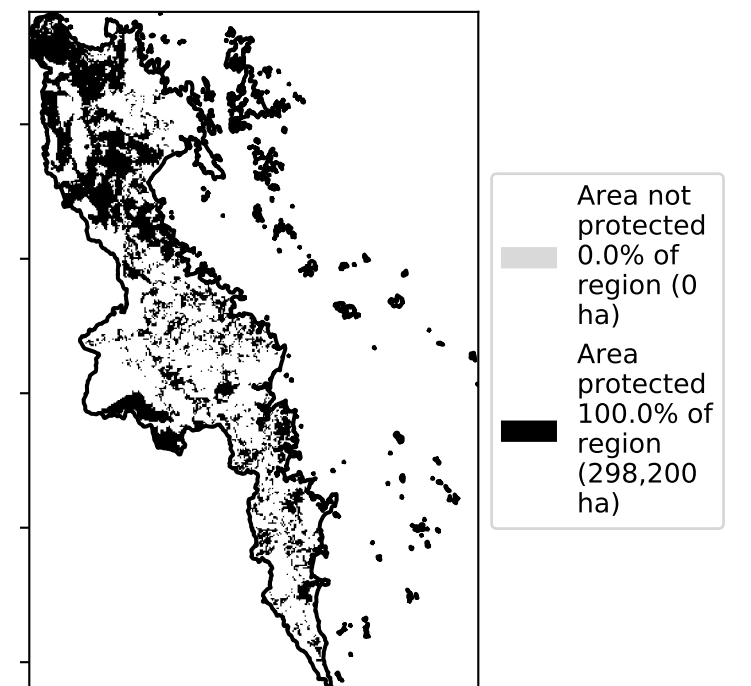 Area not
protected
0.0% of
region (0
ha)
Area
protected
100.0% of
region
(298,200
ha)